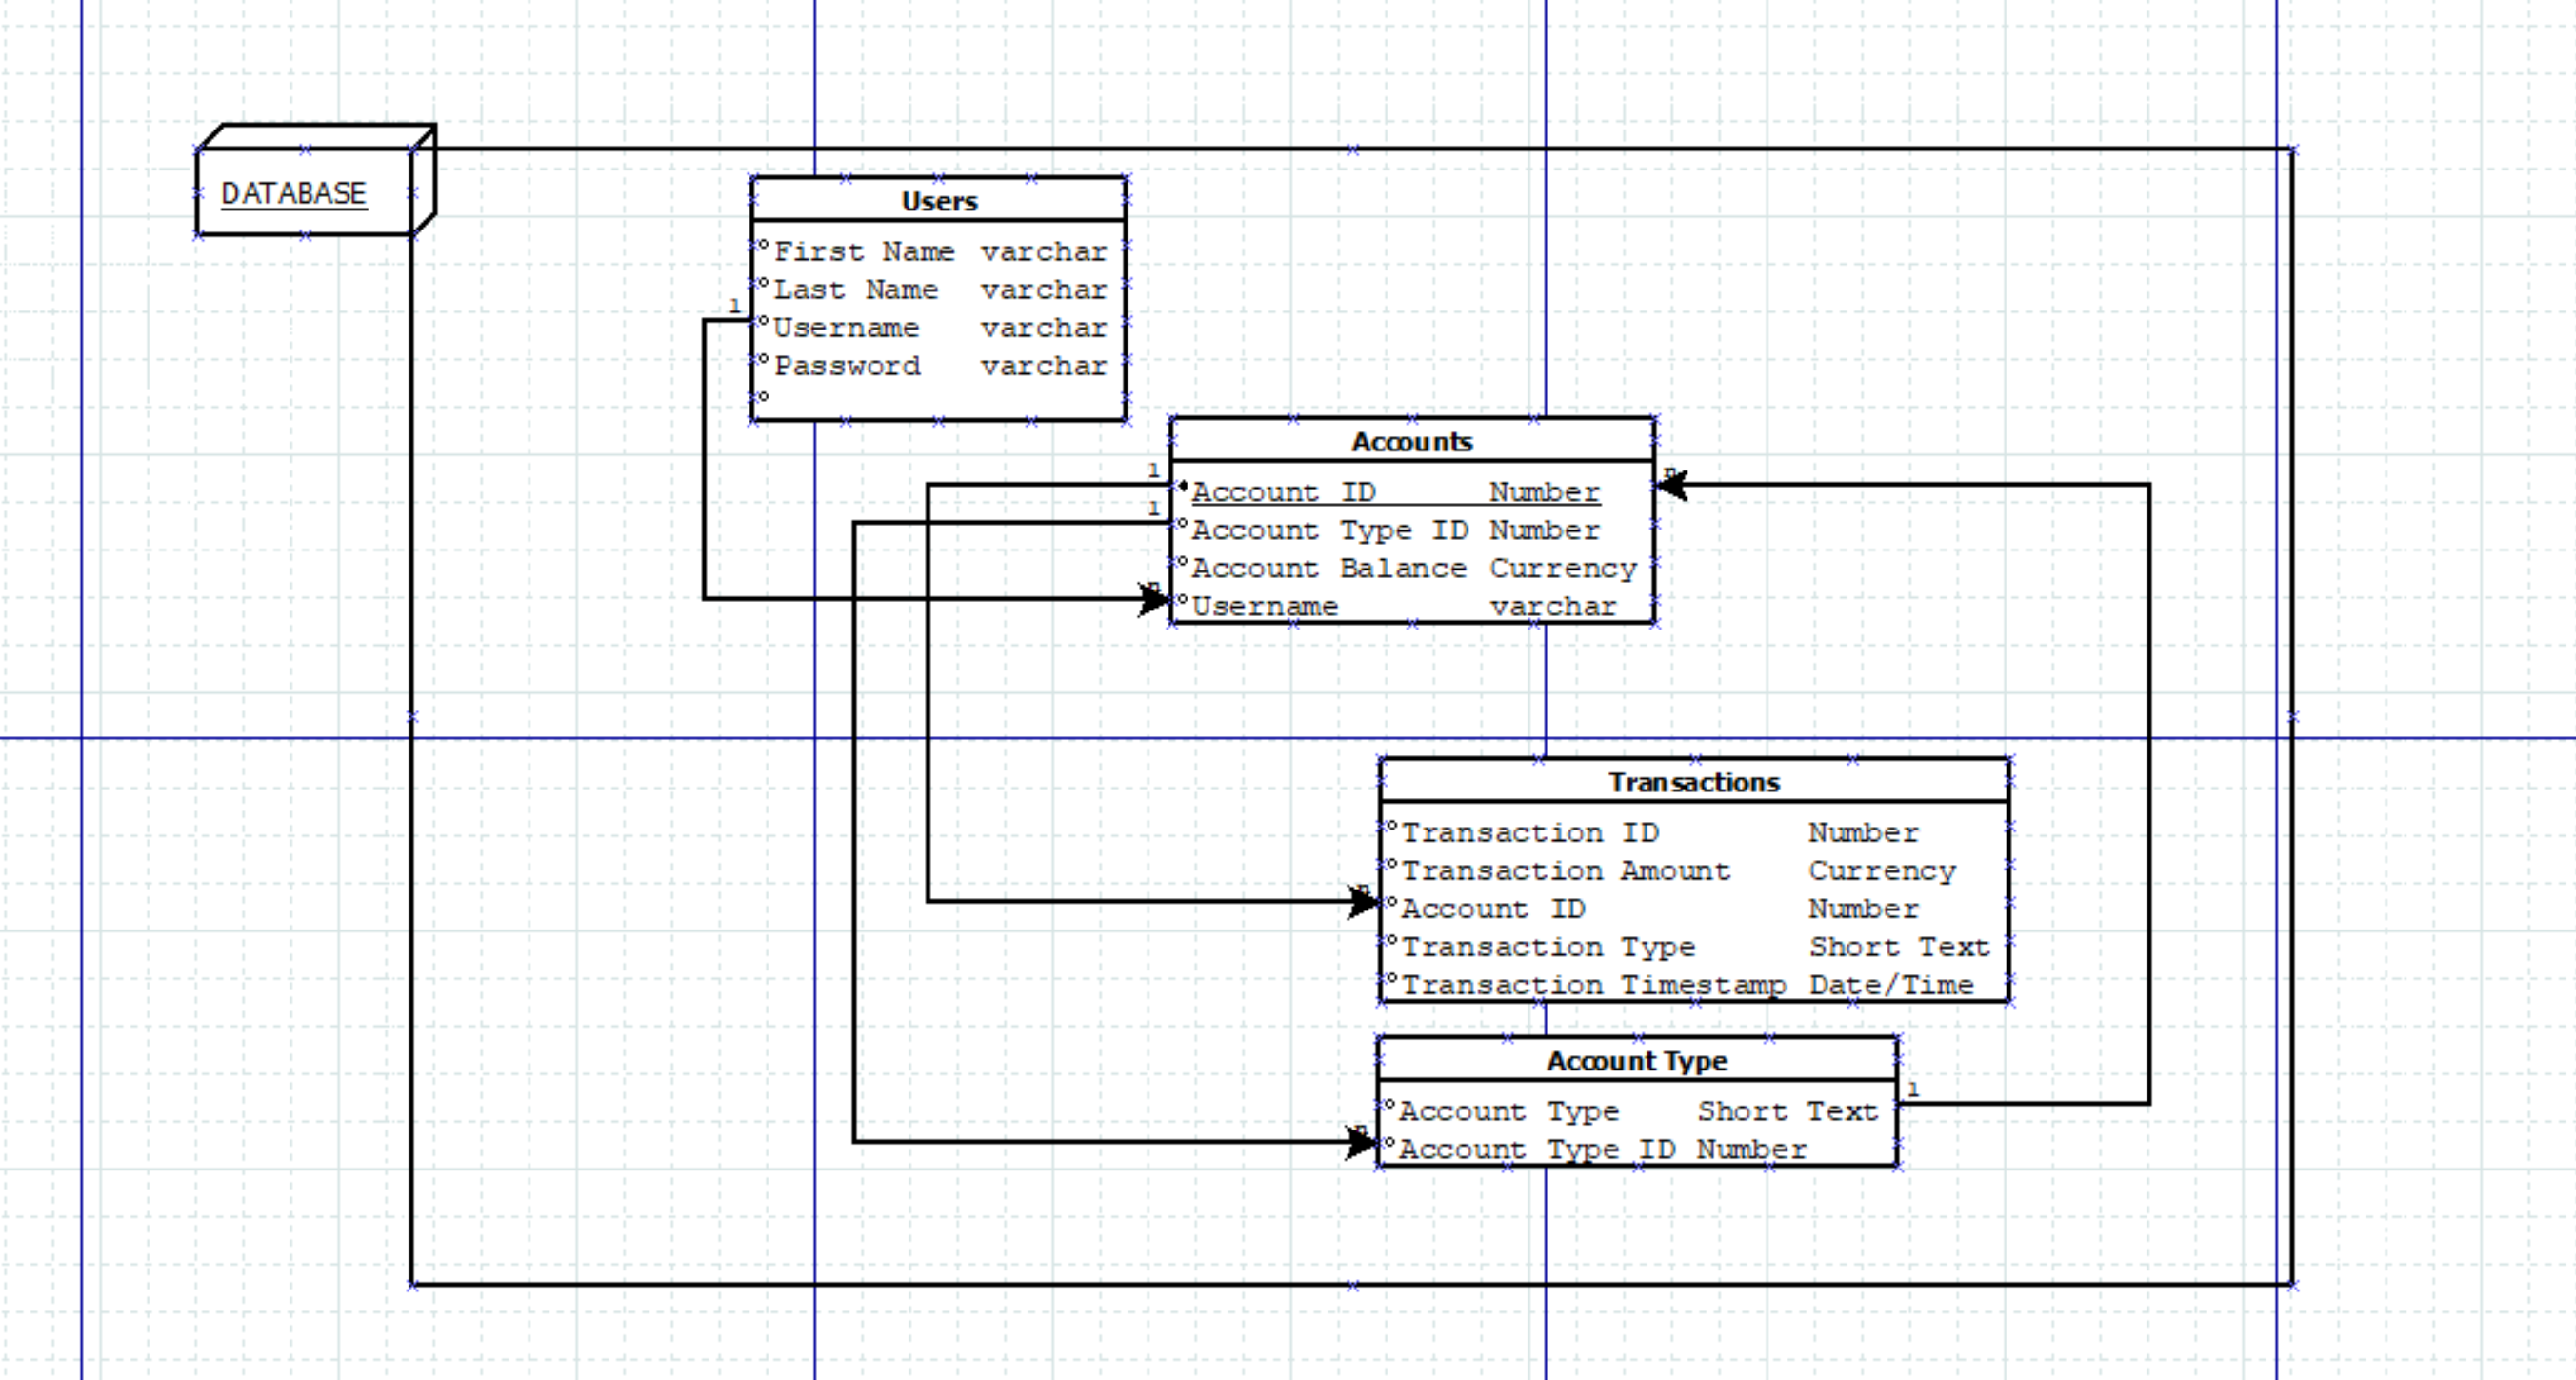 DATABASE
Users
First Name varchar
Last Name varchar
1
Username varchar
Password varchar
Accounts
1
n
Account ID Number
1
Account Type ID Number
Account Balance Currency
n
Username varchar
Transactions
Transaction ID Number
Transaction Amount Currency
n
Account ID Number
Transaction Type Short Text
Transaction Timestamp Date/Time
Account Type
1
Account Type Short Text
n
Account Type ID Number